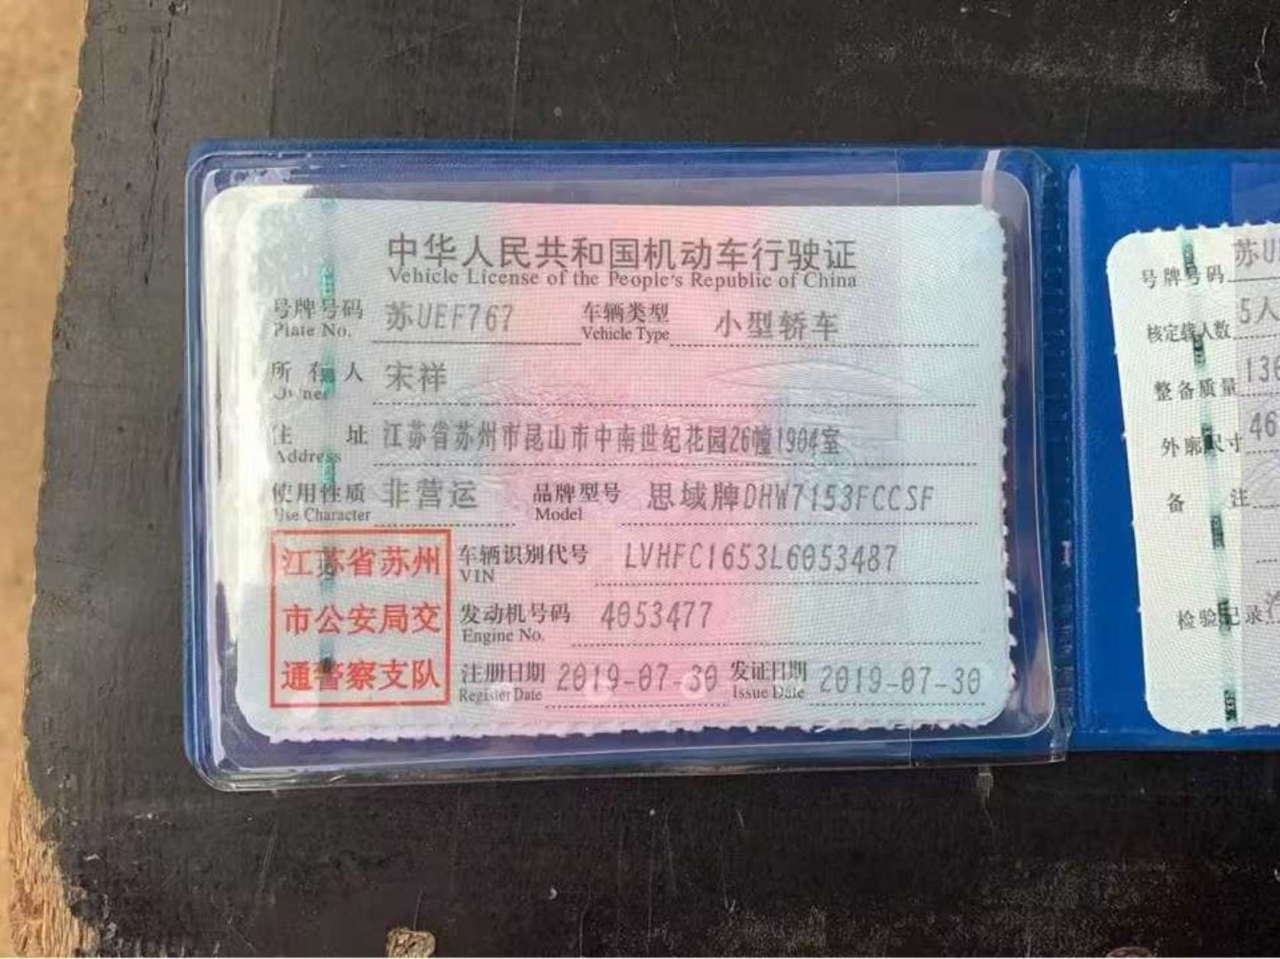 中华人民共和国机动车行驶证
Vehicle License of the People's Republic of China
号牌号码 苏UEF767 车辆类型 小型轿车
Plate No. Vehicle Type
所有人 宋祥
Owner
住 址 江苏省苏州市昆山市中南世纪花园26幢1904室
Address
使用性质 非营运 品牌型号 思域牌DHW7153FCCSF
Use Character Model
江苏省苏州
市公安局交
通警察支队
车辆识别代号 LVHFC1653L6053487
VIN
发动机号码 4053477
Engine No.
注册日期 2019-07-30 发证日期 2019-07-30
Register Date Issue Date
号牌号码 苏U
核定载人数 5人
整备质量 136
外廓尺寸 46
备 注
检验记录